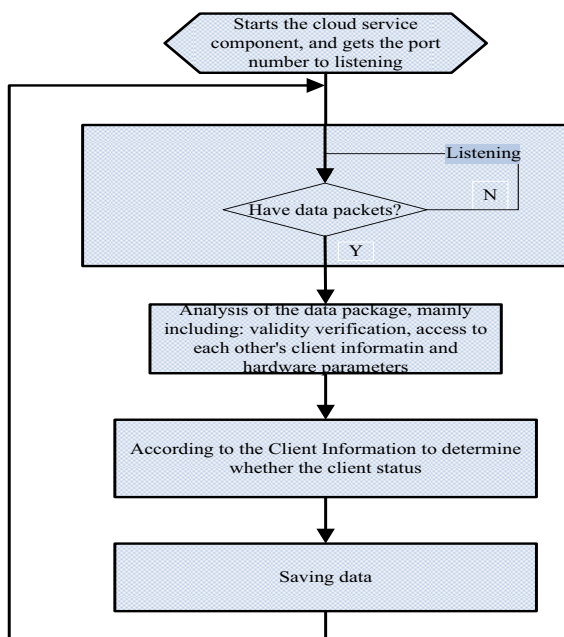 Starts the cloud service
component, and gets the port
number to listening
Listening
Have data packets?
N
Y
Analysis of the data package, mainly
including: validity verification, access to
each other's client informatin and
hardware parameters
According to the Client Information to determine
whether the client status
Saving data